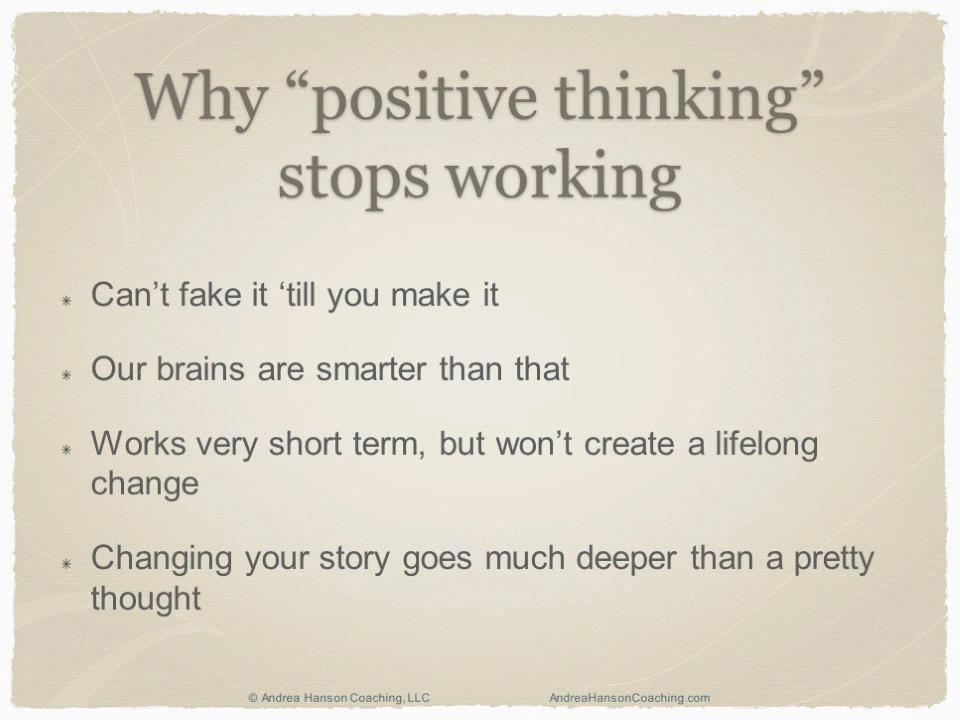 Why “positive thinking”
stops working
Can’t fake it ‘till you make it
Our brains are smarter than that
Works very short term, but won’t create a lifelong
change
Changing your story goes much deeper than a pretty
thought
© Andrea Hanson Coaching, LLC AndreaHansonCoaching.com